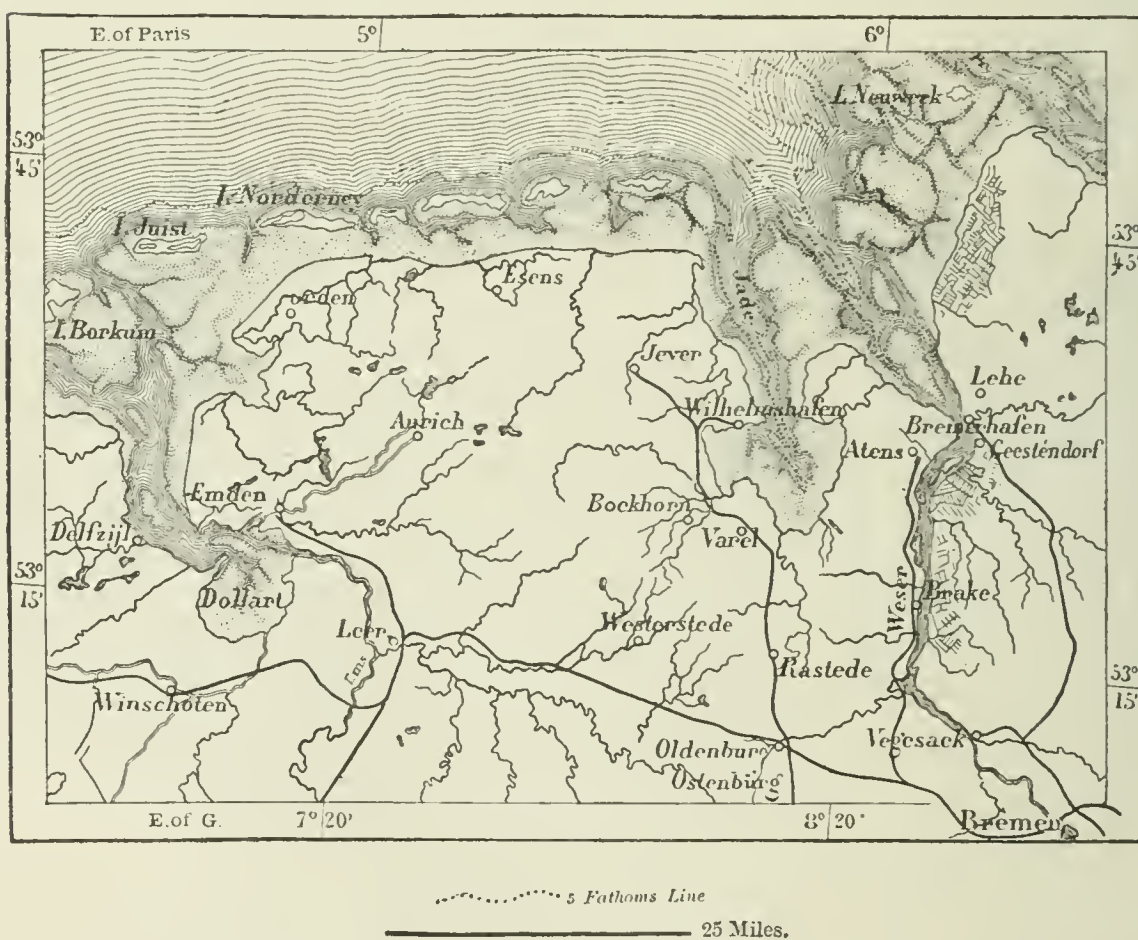 E. of Paris 5° 6°
I. Neuwerk
53°
45'
I. Norderney
I. Juist
53°
45'
Esens
Jade
orden
I. Borkum
Jever
Lehe
Wilhelmshafen
Aurich
Bremerhafen
Atens
Geestendorf
Emden
Bockhorn
Delfzijl
Varel
53°
15'
Dollart
Weser
Brake
Westerstede
Leer
Ems
Rastede
53°
15'
Winschoten
Vegesack
Oldenburg
Ostenburg
E. of G. 7° 20' 8° 20'
Bremen
5 Fathoms Line
25 Miles.